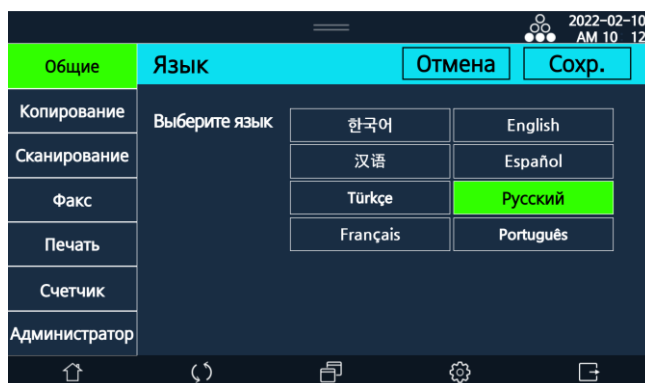 2022-02-10
AM 10 12
Общие
Язык
Отмена
Сохр.
Копирование
Выберите язык
한국어
English
Сканирование
汉语
Español
Факс
Türkçe
Русский
Печать
Français
Português
Счетчик
Администратор